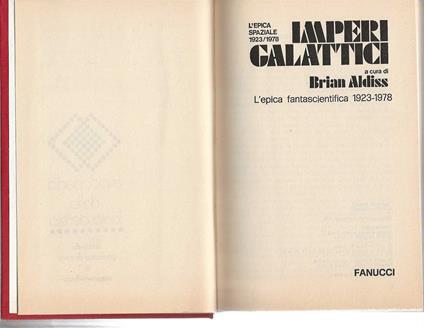 L'EPICA
SPAZIALE
1923/1978
IMPERI
GALATTICI
a cura di
Brian Aldiss
L'epica fantascientifica 1923-1978
FANUCCI